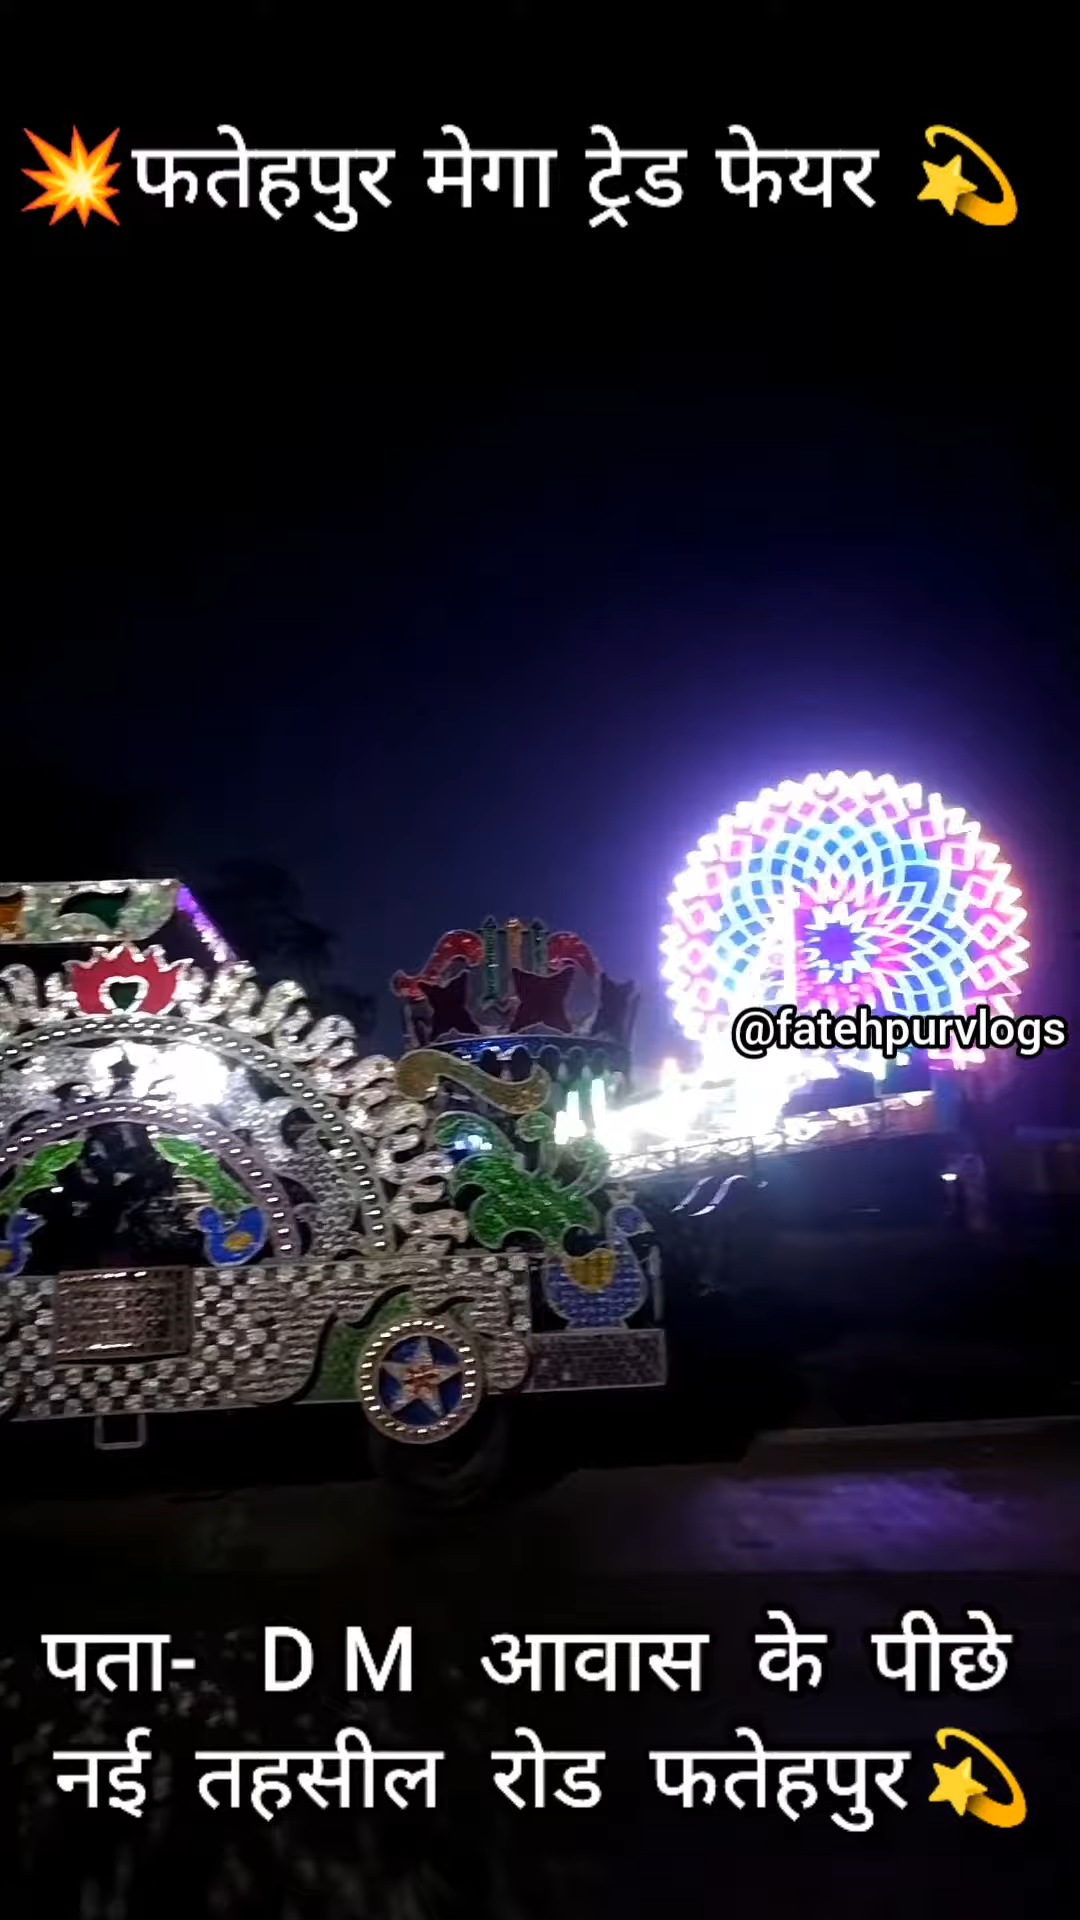 💥फतेहपुर मेगा ट्रेड फेयर 💫
@fatehpurvlogs
पता- D M आवास के पीछे
नई तहसील रोड फतेहपुर💫